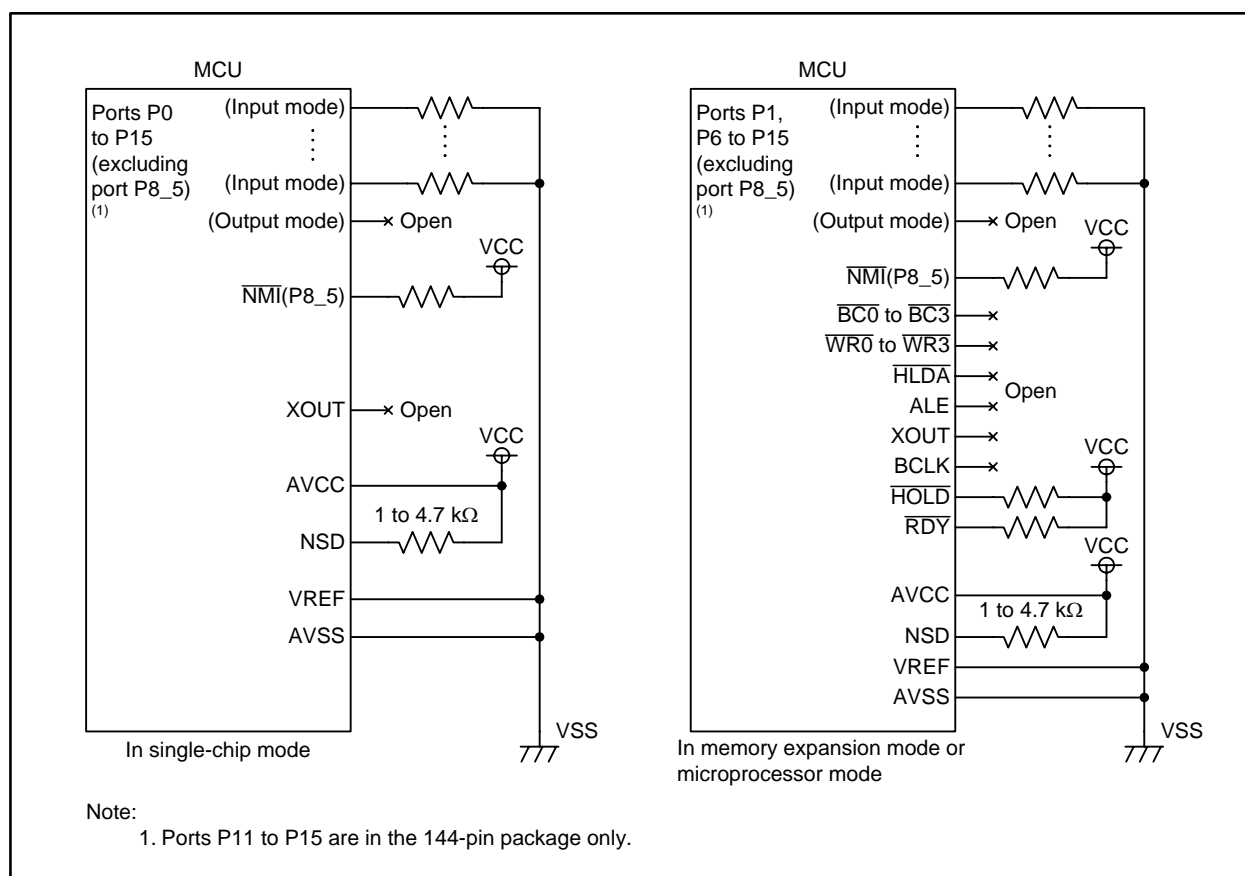 MCU
Ports P0
to P15
(excluding
port P8_5)
(1)
(Input mode)
(Input mode)
(Output mode)
Open
VCC
NMI(P8_5)
XOUT
Open
VCC
AVCC
1 to 4.7 kΩ
NSD
VREF
AVSS
VSS
In single-chip mode
MCU
Ports P1,
P6 to P15
(excluding
port P8_5)
(1)
(Input mode)
(Input mode)
(Output mode)
Open
VCC
NMI(P8_5)
BC0 to BC3
WR0 to WR3
HLDA
Open
ALE
XOUT
VCC
BCLK
HOLD
RDY
VCC
AVCC
1 to 4.7 kΩ
NSD
VREF
AVSS
VSS
In memory expansion mode or
microprocessor mode
Note:
1. Ports P11 to P15 are in the 144-pin package only.